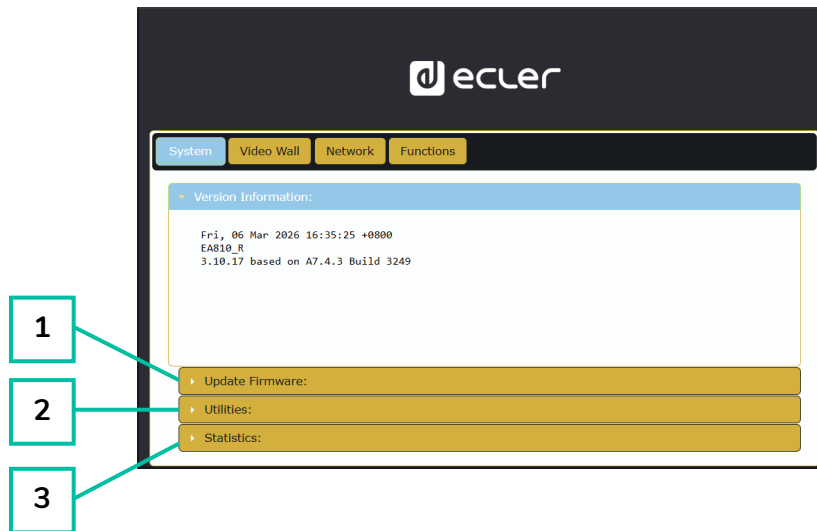 ecler
System Video Wall Network Functions
Version Information:
Fri, 06 Mar 2026 16:35:25 +0800
EA810_R
3.10.17 based on A7.4.3 Build 3249
1
Update Firmware:
2
Utilities:
Statistics:
3